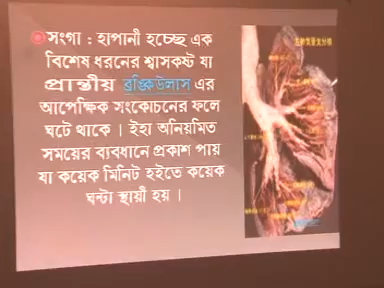 সংগা : হাপানী হচ্ছে এক
বিশেষ ধরনের শ্বাসকষ্ট যা
প্রান্তীয় ব্রঙ্কিউলাস এর
আপেক্ষিক সংকোচনের ফলে
ঘটে থাকে । ইহা অনিয়মিত
সময়ের ব্যবধানে প্রকাশ পায়
যা কয়েক মিনিট হইতে কয়েক
ঘন্টা স্থায়ী হয় ।